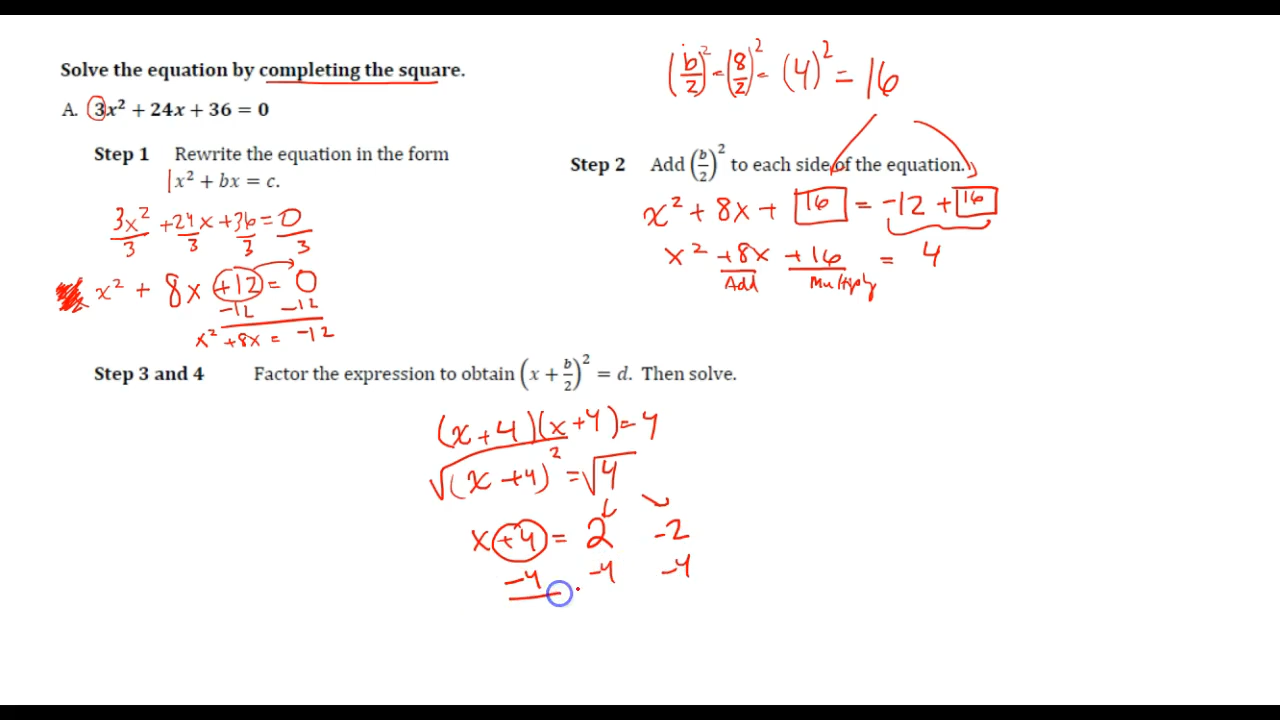 Solve the equation by completing the square.
A. 3x² + 24x + 36 = 0
Step 1 Rewrite the equation in the form
|x² + bx = c.
3x²/3 + 24x/3 + 36/3 = 0/3
x² + 8x + 12 = 0
-12 -12
x² + 8x = -12
(b/2)² = (8/2)² = (4)² = 16
Step 2 Add (b/2)² to each side of the equation.
x² + 8x + 16 = -12 + 16
x² + 8x + 16 = 4
Add Multiply
Step 3 and 4 Factor the expression to obtain (x + b/2)² = d. Then solve.
(x + 4)(x + 4) = 4
√(x + 4)² = √4
x + 4 = 2 -2
-4 -4 -4